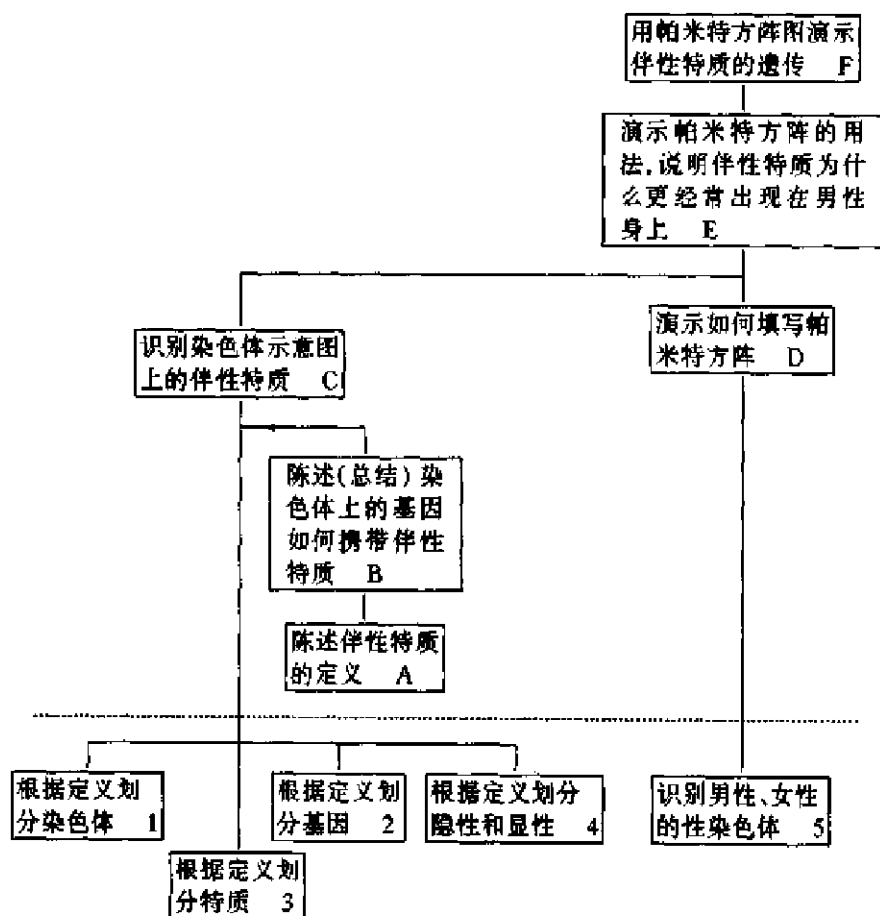 用帕米特方阵图演示
伴性特质的遗传 F
演示帕米特方阵的用
法,说明伴性特质为什
么更经常出现在男性
身上 E
识别染色体示意图
上的伴性特质 C
演示如何填写帕
米特方阵 D
陈述(总结)染
色体上的基因
如何携带伴性
特质 B
陈述伴性特质
的定义 A
根据定义划
分染色体 1
根据定义划
分基因 2
根据定义划分
隐性和显性 4
识别男性、女性
的性染色体 5
根据定义划
分特质 3